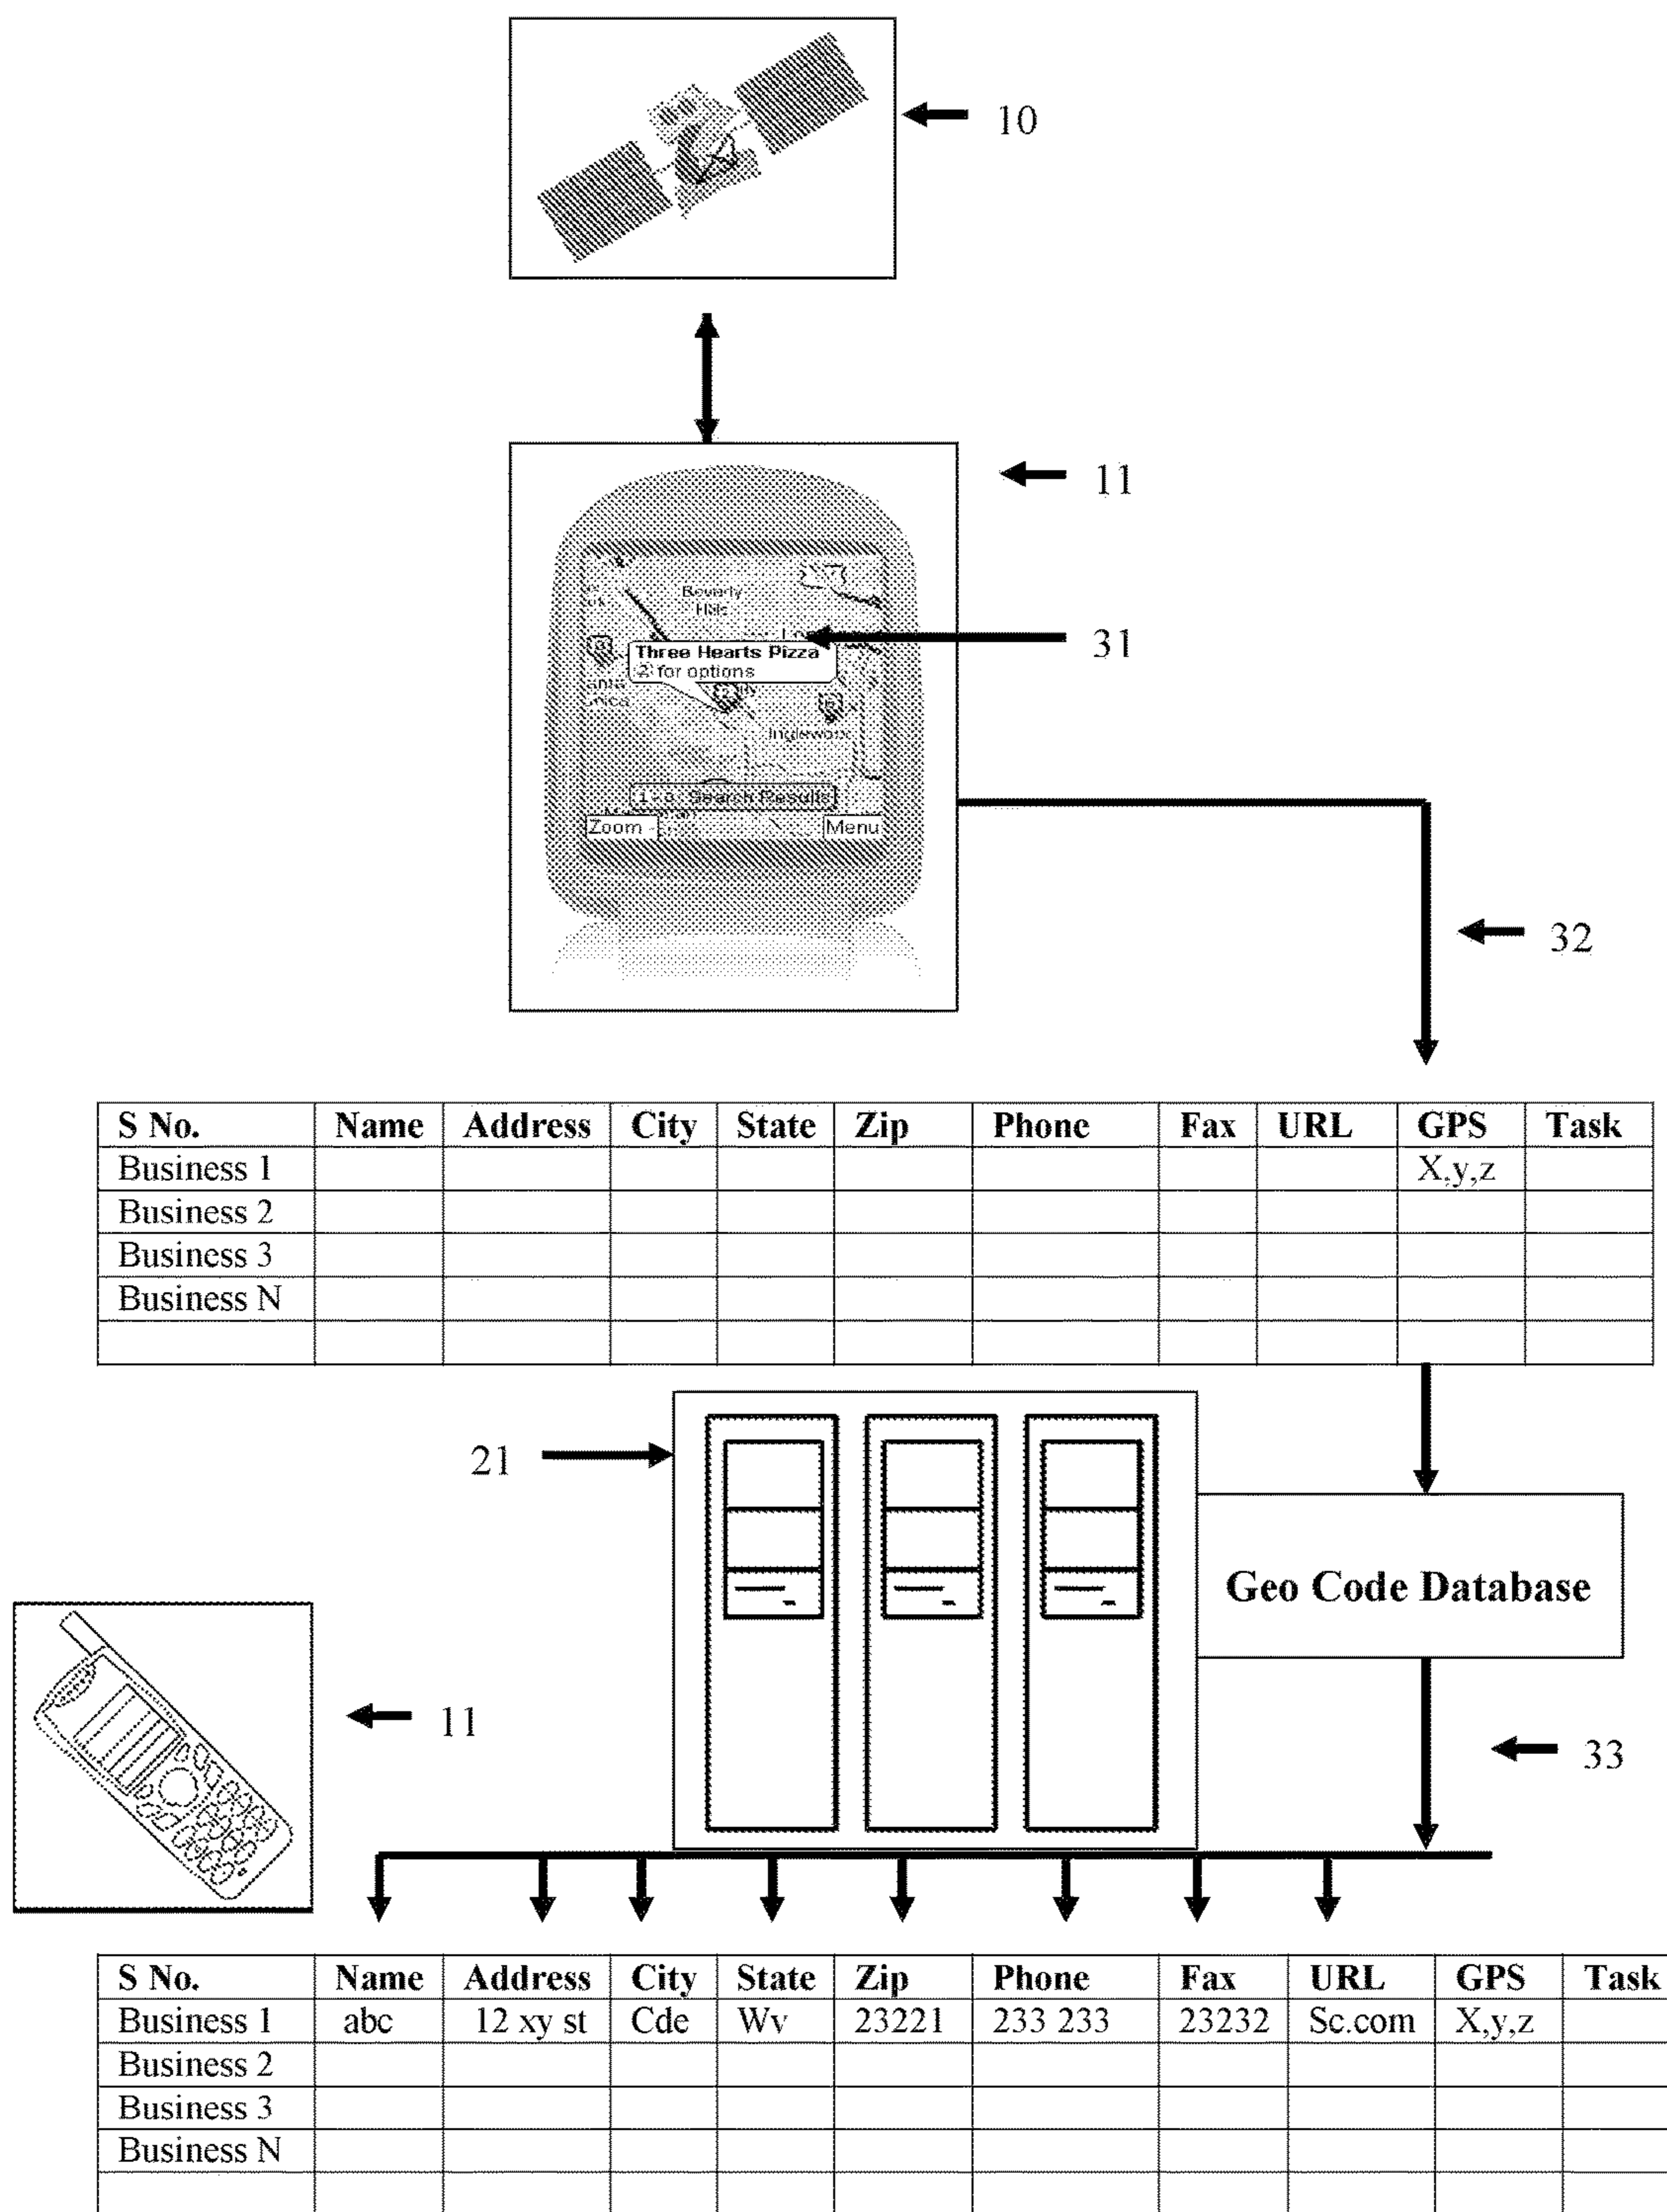 10
11
Beverly
31
Three Hearts Pizza
2 for options
Inglewood
Search Results
Zoom -
Menu
32
S No. Name Address City State Zip Phone Fax URL GPS Task
Business 1 X,y,z
Business 2
Business 3
Business N
21
Geo Code Database
11
33
S No. Name Address City State Zip Phone Fax URL GPS Task
Business 1 abc 12 xy st Cde Wv 23221 233 233 23232 Sc.com X,y,z
Business 2
Business 3
Business N